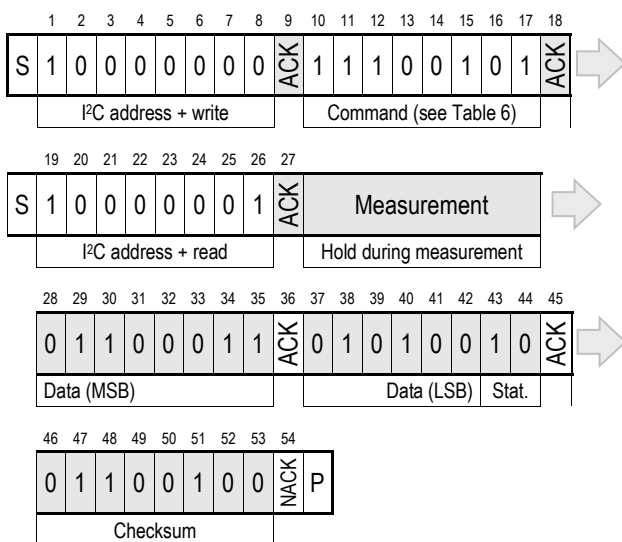 1 2 3 4 5 6 7 8 9 10 11 12 13 14 15 16 17 18
S 1 0 0 0 0 0 0 0 ACK 1 1 1 0 0 1 0 1 ACK
I²C address + write Command (see Table 6)
19 20 21 22 23 24 25 26 27
S 1 0 0 0 0 0 0 1 ACK Measurement
I²C address + read Hold during measurement
28 29 30 31 32 33 34 35 36 37 38 39 40 41 42 43 44 45
0 1 1 0 0 0 1 1 ACK 0 1 0 1 0 0 1 0 ACK
Data (MSB) Data (LSB) Stat.
46 47 48 49 50 51 52 53 54
0 1 1 0 0 1 0 0 NACK P
Checksum